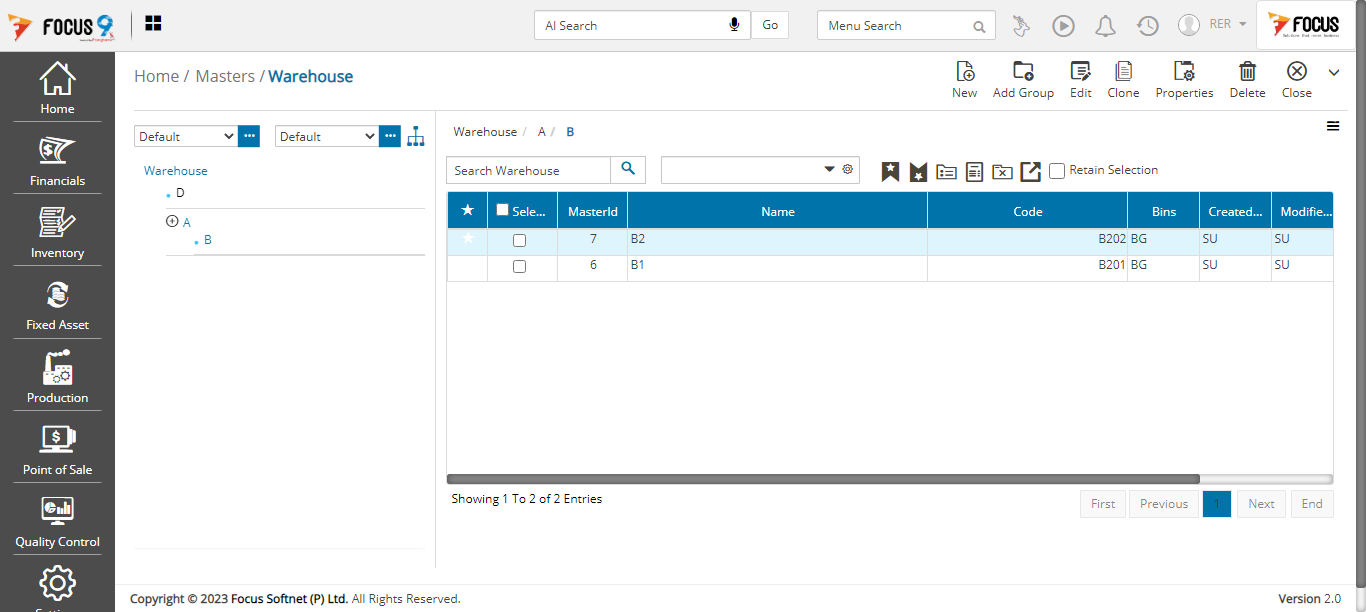 FOCUS 9
AI Search
Go
Menu Search
RER
FOCUS
Home
Financials
Inventory
Fixed Asset
Production
Point of Sale
Quality Control
Home / Masters / Warehouse
New
Add Group
Edit
Clone
Properties
Delete
Close
Default
Default
Warehouse
D
A
B
Warehouse / A / B
Search Warehouse
Retain Selection
Sele... MasterId Name Code Bins Created... Modifie...
7 B2 B202 BG SU SU
6 B1 B201 BG SU SU
Showing 1 To 2 of 2 Entries
First Previous 1 Next End
Copyright © 2023 Focus Softnet (P) Ltd. All Rights Reserved.
Version 2.0